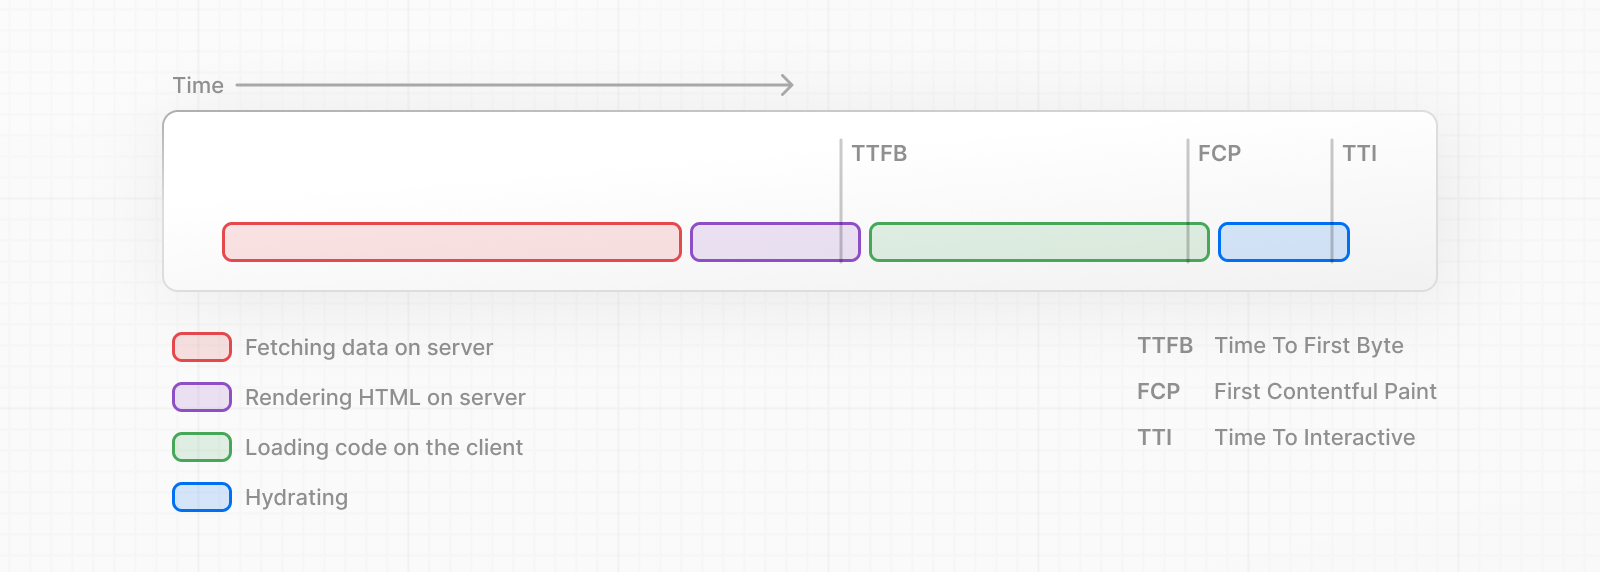 Time
TTFB
FCP
TTI
Fetching data on server
Rendering HTML on server
Loading code on the client
Hydrating
TTFB Time To First Byte
FCP First Contentful Paint
TTI Time To Interactive